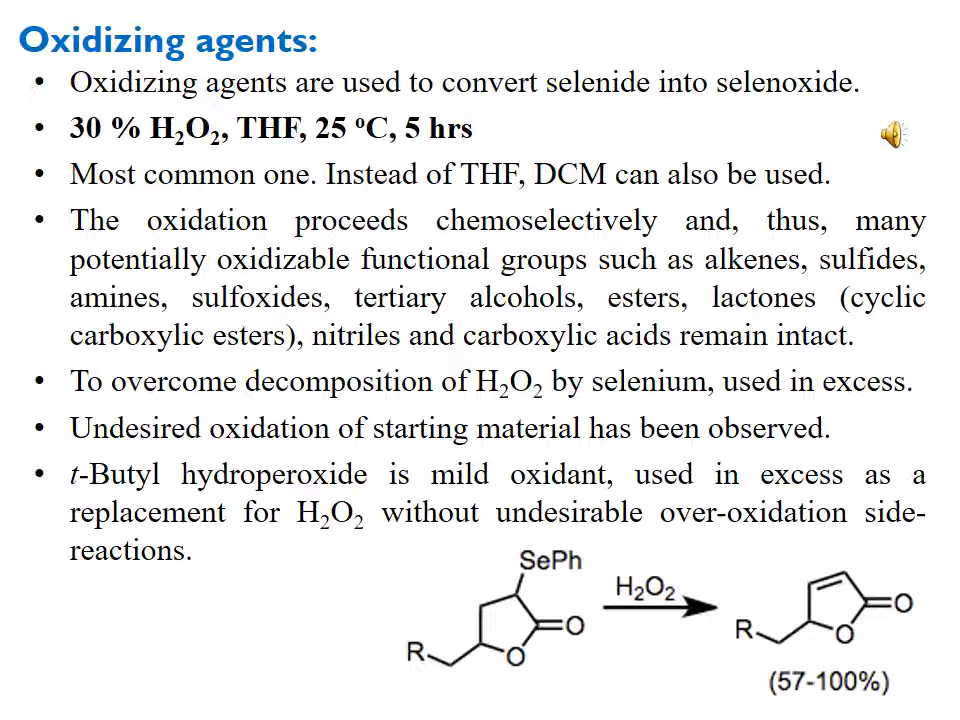 Oxidizing agents:
• Oxidizing agents are used to convert selenide into selenoxide.
• 30 % H₂O₂, THF, 25 ᵒC, 5 hrs
• Most common one. Instead of THF, DCM can also be used.
• The oxidation proceeds chemoselectively and, thus, many
potentially oxidizable functional groups such as alkenes, sulfides,
amines, sulfoxides, tertiary alcohols, esters, lactones (cyclic
carboxylic esters), nitriles and carboxylic acids remain intact.
• To overcome decomposition of H₂O₂ by selenium, used in excess.
• Undesired oxidation of starting material has been observed.
• t-Butyl hydroperoxide is mild oxidant, used in excess as a
replacement for H₂O₂ without undesirable over-oxidation side-
reactions.
SePh
H₂O₂
O
O
R
O
R
O
(57-100%)